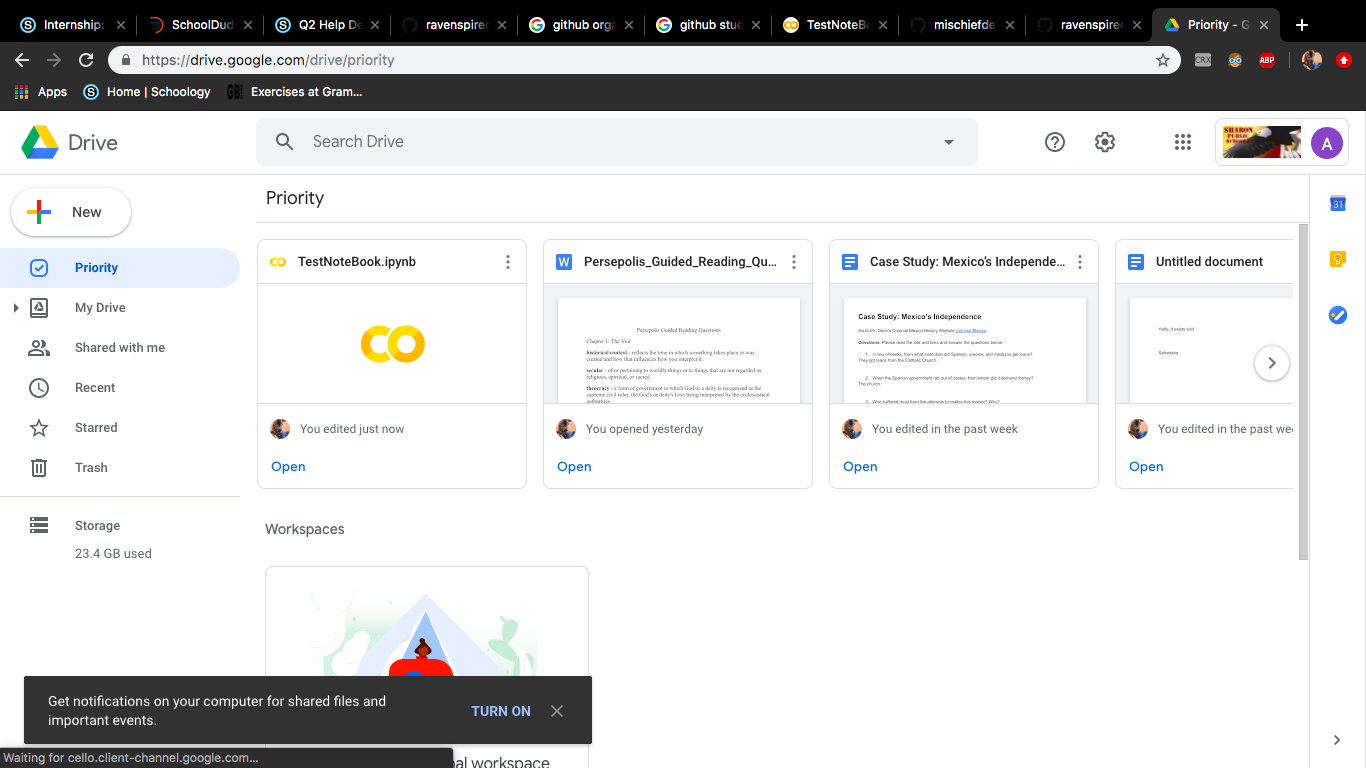 Internship:
SchoolDud
Q2 Help De
ravenspired
github orga
github stud
TestNoteBo
mischiefde
ravenspired
Priority - G
https://drive.google.com/drive/priority
CRX
ABP
Apps
Home | Schoology
GB!
Exercises at Gram...
Drive
Search Drive
SHARON
PUBLIC
A
New
Priority
My Drive
Shared with me
Recent
Starred
Trash
Storage
23.4 GB used
Priority
TestNoteBook.ipynb
You edited just now
Open
W
Persepolis_Guided_Reading_Qu...
Persepolis Guided Reading Questions
Chapter 1: The Veil
historical context - reflects the time in which something takes place or was
created and how that influences how you interpret it.
secular - of or pertaining to worldly things or to things that are not regarded as
religious, spiritual, or sacred
theocracy - a form of government in which God or a deity is recognized as the
supreme civil ruler, the God's or deity's laws being interpreted by the ecclesiastical
authorities.
You opened yesterday
Open
Case Study: Mexico's Independe...
Case Study: Mexico's Independence
Go to Mr. Dorer's Colonial Mexico History Website Colonial Mexico
Directions: Please read the site and links and answer the questions below.
1. In lieu of banks, from what institution did Spanish, creoles, and mestizos get loans?
They got loans from the Catholic Church.
2. When the Spanish government ran out of castes, from whom did it demand money?
The church.
3. Who suffered most from the attempts to making this money? Why?
You edited in the past week
Open
Untitled document
Hello, it exists lold.
You edited in the past wee
Open
31
Workspaces
Get notifications on your computer for shared files and
important events.
TURN ON
Waiting for cello.client-channel.google.com...
al workspace